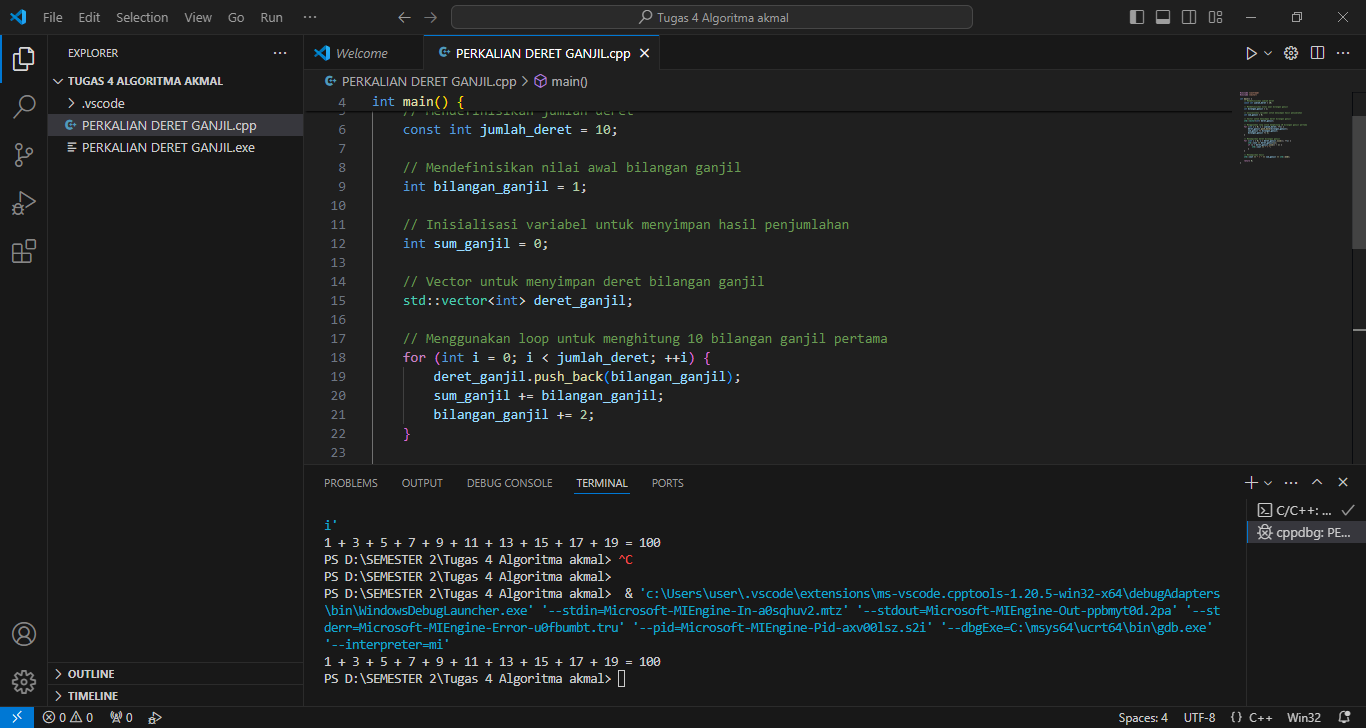 File Edit Selection View Go Run ··· Tugas 4 Algoritma akmal
EXPLORER ···
TUGAS 4 ALGORITMA AKMAL
.vscode
PERKALIAN DERET GANJIL.cpp
PERKALIAN DERET GANJIL.exe
OUTLINE
TIMELINE
Welcome PERKALIAN DERET GANJIL.cpp
PERKALIAN DERET GANJIL.cpp > main()
4 int main() {
5 // Mendefinisikan jumlah deret
6 const int jumlah_deret = 10;
7
8 // Mendefinisikan nilai awal bilangan ganjil
9 int bilangan_ganjil = 1;
10
11 // Inisialisasi variabel untuk menyimpan hasil penjumlahan
12 int sum_ganjil = 0;
13
14 // Vector untuk menyimpan deret bilangan ganjil
15 std::vector<int> deret_ganjil;
16
17 // Menggunakan loop untuk menghitung 10 bilangan ganjil pertama
18 for (int i = 0; i < jumlah_deret; ++i) {
19 deret_ganjil.push_back(bilangan_ganjil);
20 sum_ganjil += bilangan_ganjil;
21 bilangan_ganjil += 2;
22 }
23
PROBLEMS OUTPUT DEBUG CONSOLE TERMINAL PORTS
i'
1 + 3 + 5 + 7 + 9 + 11 + 13 + 15 + 17 + 19 = 100
PS D:\SEMESTER 2\Tugas 4 Algoritma akmal> ^C
PS D:\SEMESTER 2\Tugas 4 Algoritma akmal>
PS D:\SEMESTER 2\Tugas 4 Algoritma akmal> & 'c:\Users\user\.vscode\extensions\ms-vscode.cpptools-1.20.5-win32-x64\debugAdapters
\bin\WindowsDebugLauncher.exe' '--stdin=Microsoft-MIEngine-In-a0sqhuv2.mtz' '--stdout=Microsoft-MIEngine-Out-ppbmyt0d.2pa' '--st
derr=Microsoft-MIEngine-Error-u0fbumbt.tru' '--pid=Microsoft-MIEngine-Pid-axv00lsz.s2i' '--dbgExe=C:\msys64\ucrt64\bin\gdb.exe'
'--interpreter=mi'
1 + 3 + 5 + 7 + 9 + 11 + 13 + 15 + 17 + 19 = 100
PS D:\SEMESTER 2\Tugas 4 Algoritma akmal>
C/C++: ...
cppdbg: PE...
0 0 0 Spaces: 4 UTF-8 {} C++ Win32